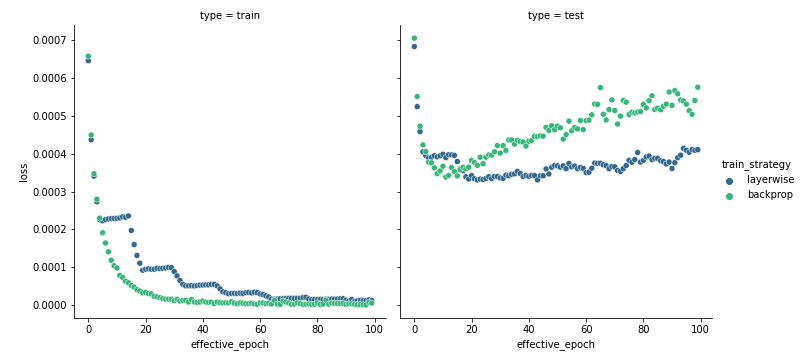 type = train
type = test
0.0007
0.0006
0.0005
0.0004
0.0003
0.0002
0.0001
0.0000
loss
0 20 40 60 80 100
0 20 40 60 80 100
effective_epoch
effective_epoch
train_strategy
layerwise
backprop